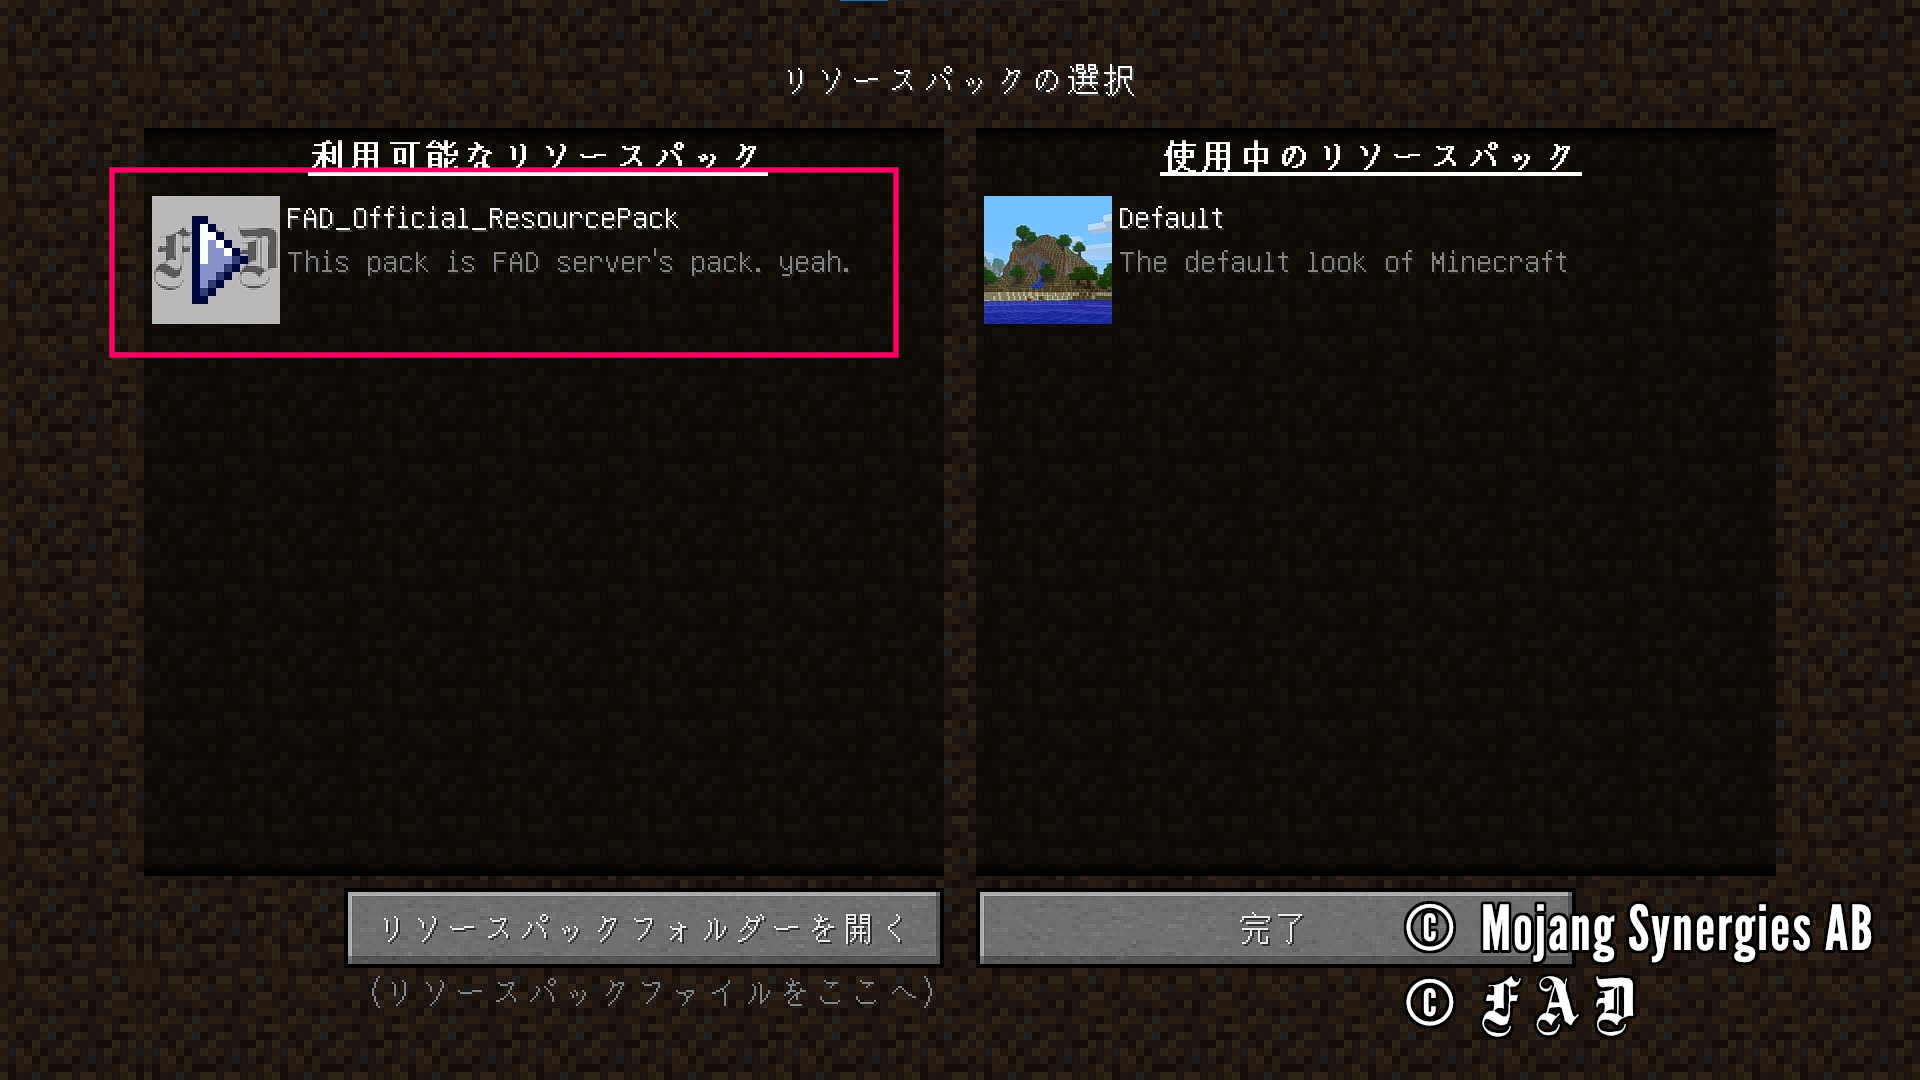 リソースパックの選択
利用可能なリソースパック
FAD_Official_ResourcePack
This pack is FAD server's pack. yeah.
使用中のリソースパック
Default
The default look of Minecraft
リソースパックフォルダーを開く
完了
(リソースパックファイルをここへ)
© Mojang Synergies AB
© FAD